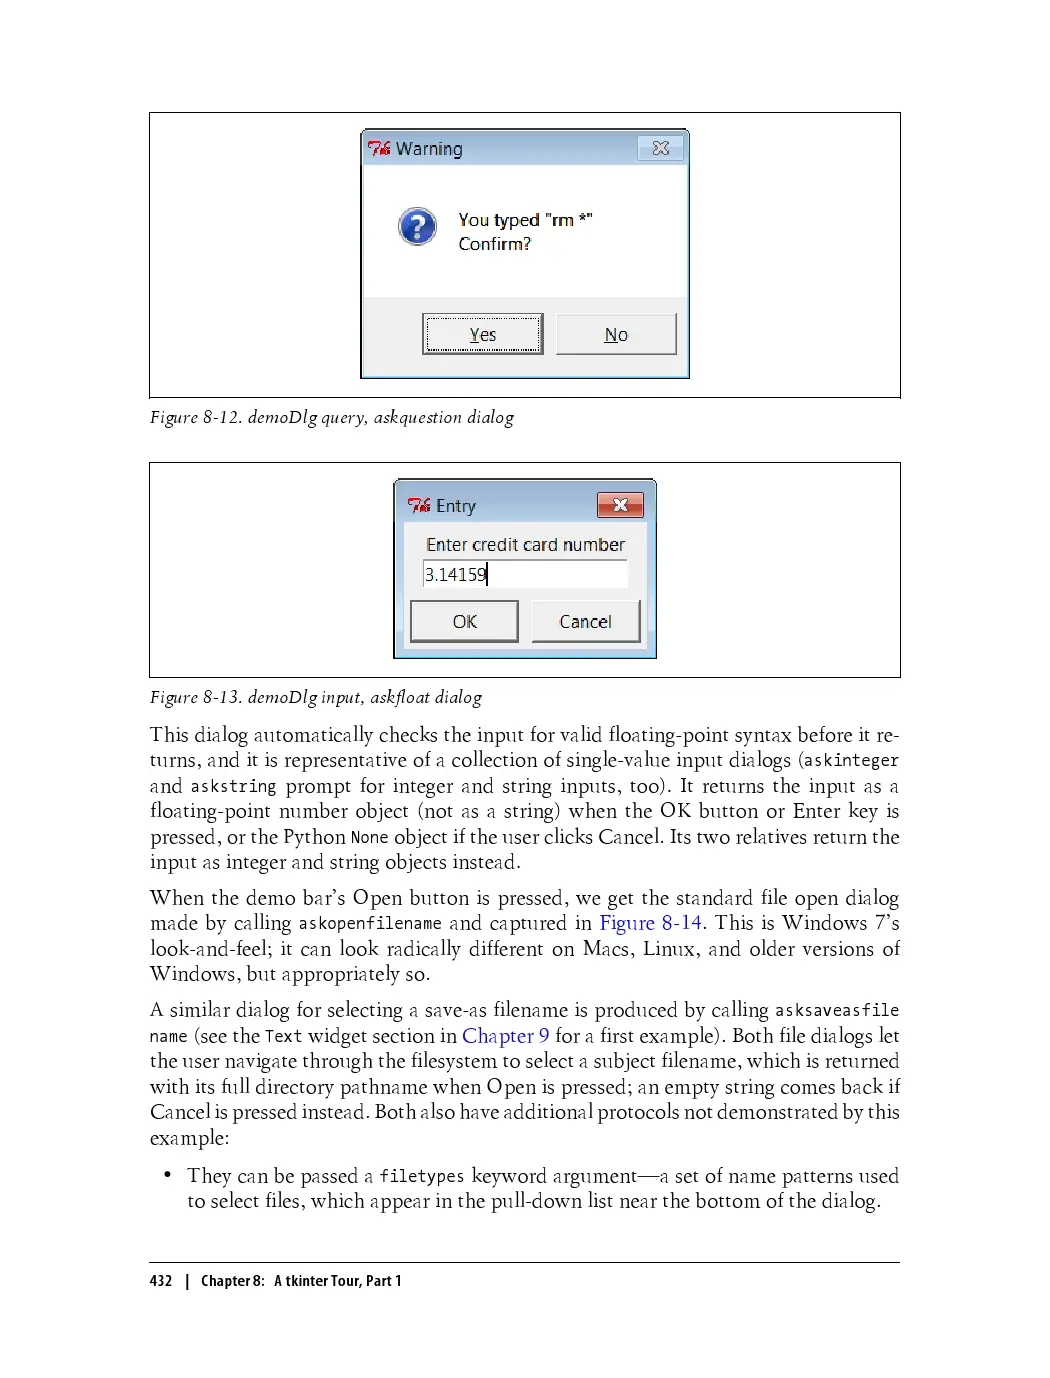 Warning
You typed "rm *"
Confirm?
Yes No
Figure 8-12. demoDlg query, askquestion dialog
Entry
Enter credit card number
3.14159
OK Cancel
Figure 8-13. demoDlg input, askfloat dialog
This dialog automatically checks the input for valid floating-point syntax before it re-
turns, and it is representative of a collection of single-value input dialogs (askinteger
and askstring prompt for integer and string inputs, too). It returns the input as a
floating-point number object (not as a string) when the OK button or Enter key is
pressed, or the Python None object if the user clicks Cancel. Its two relatives return the
input as integer and string objects instead.
When the demo bar’s Open button is pressed, we get the standard file open dialog
made by calling askopenfilename and captured in Figure 8-14. This is Windows 7’s
look-and-feel; it can look radically different on Macs, Linux, and older versions of
Windows, but appropriately so.
A similar dialog for selecting a save-as filename is produced by calling asksaveasfile
name (see the Text widget section in Chapter 9 for a first example). Both file dialogs let
the user navigate through the filesystem to select a subject filename, which is returned
with its full directory pathname when Open is pressed; an empty string comes back if
Cancel is pressed instead. Both also have additional protocols not demonstrated by this
example:
• They can be passed a filetypes keyword argument—a set of name patterns used
to select files, which appear in the pull-down list near the bottom of the dialog.
432 | Chapter 8: A tkinter Tour, Part 1